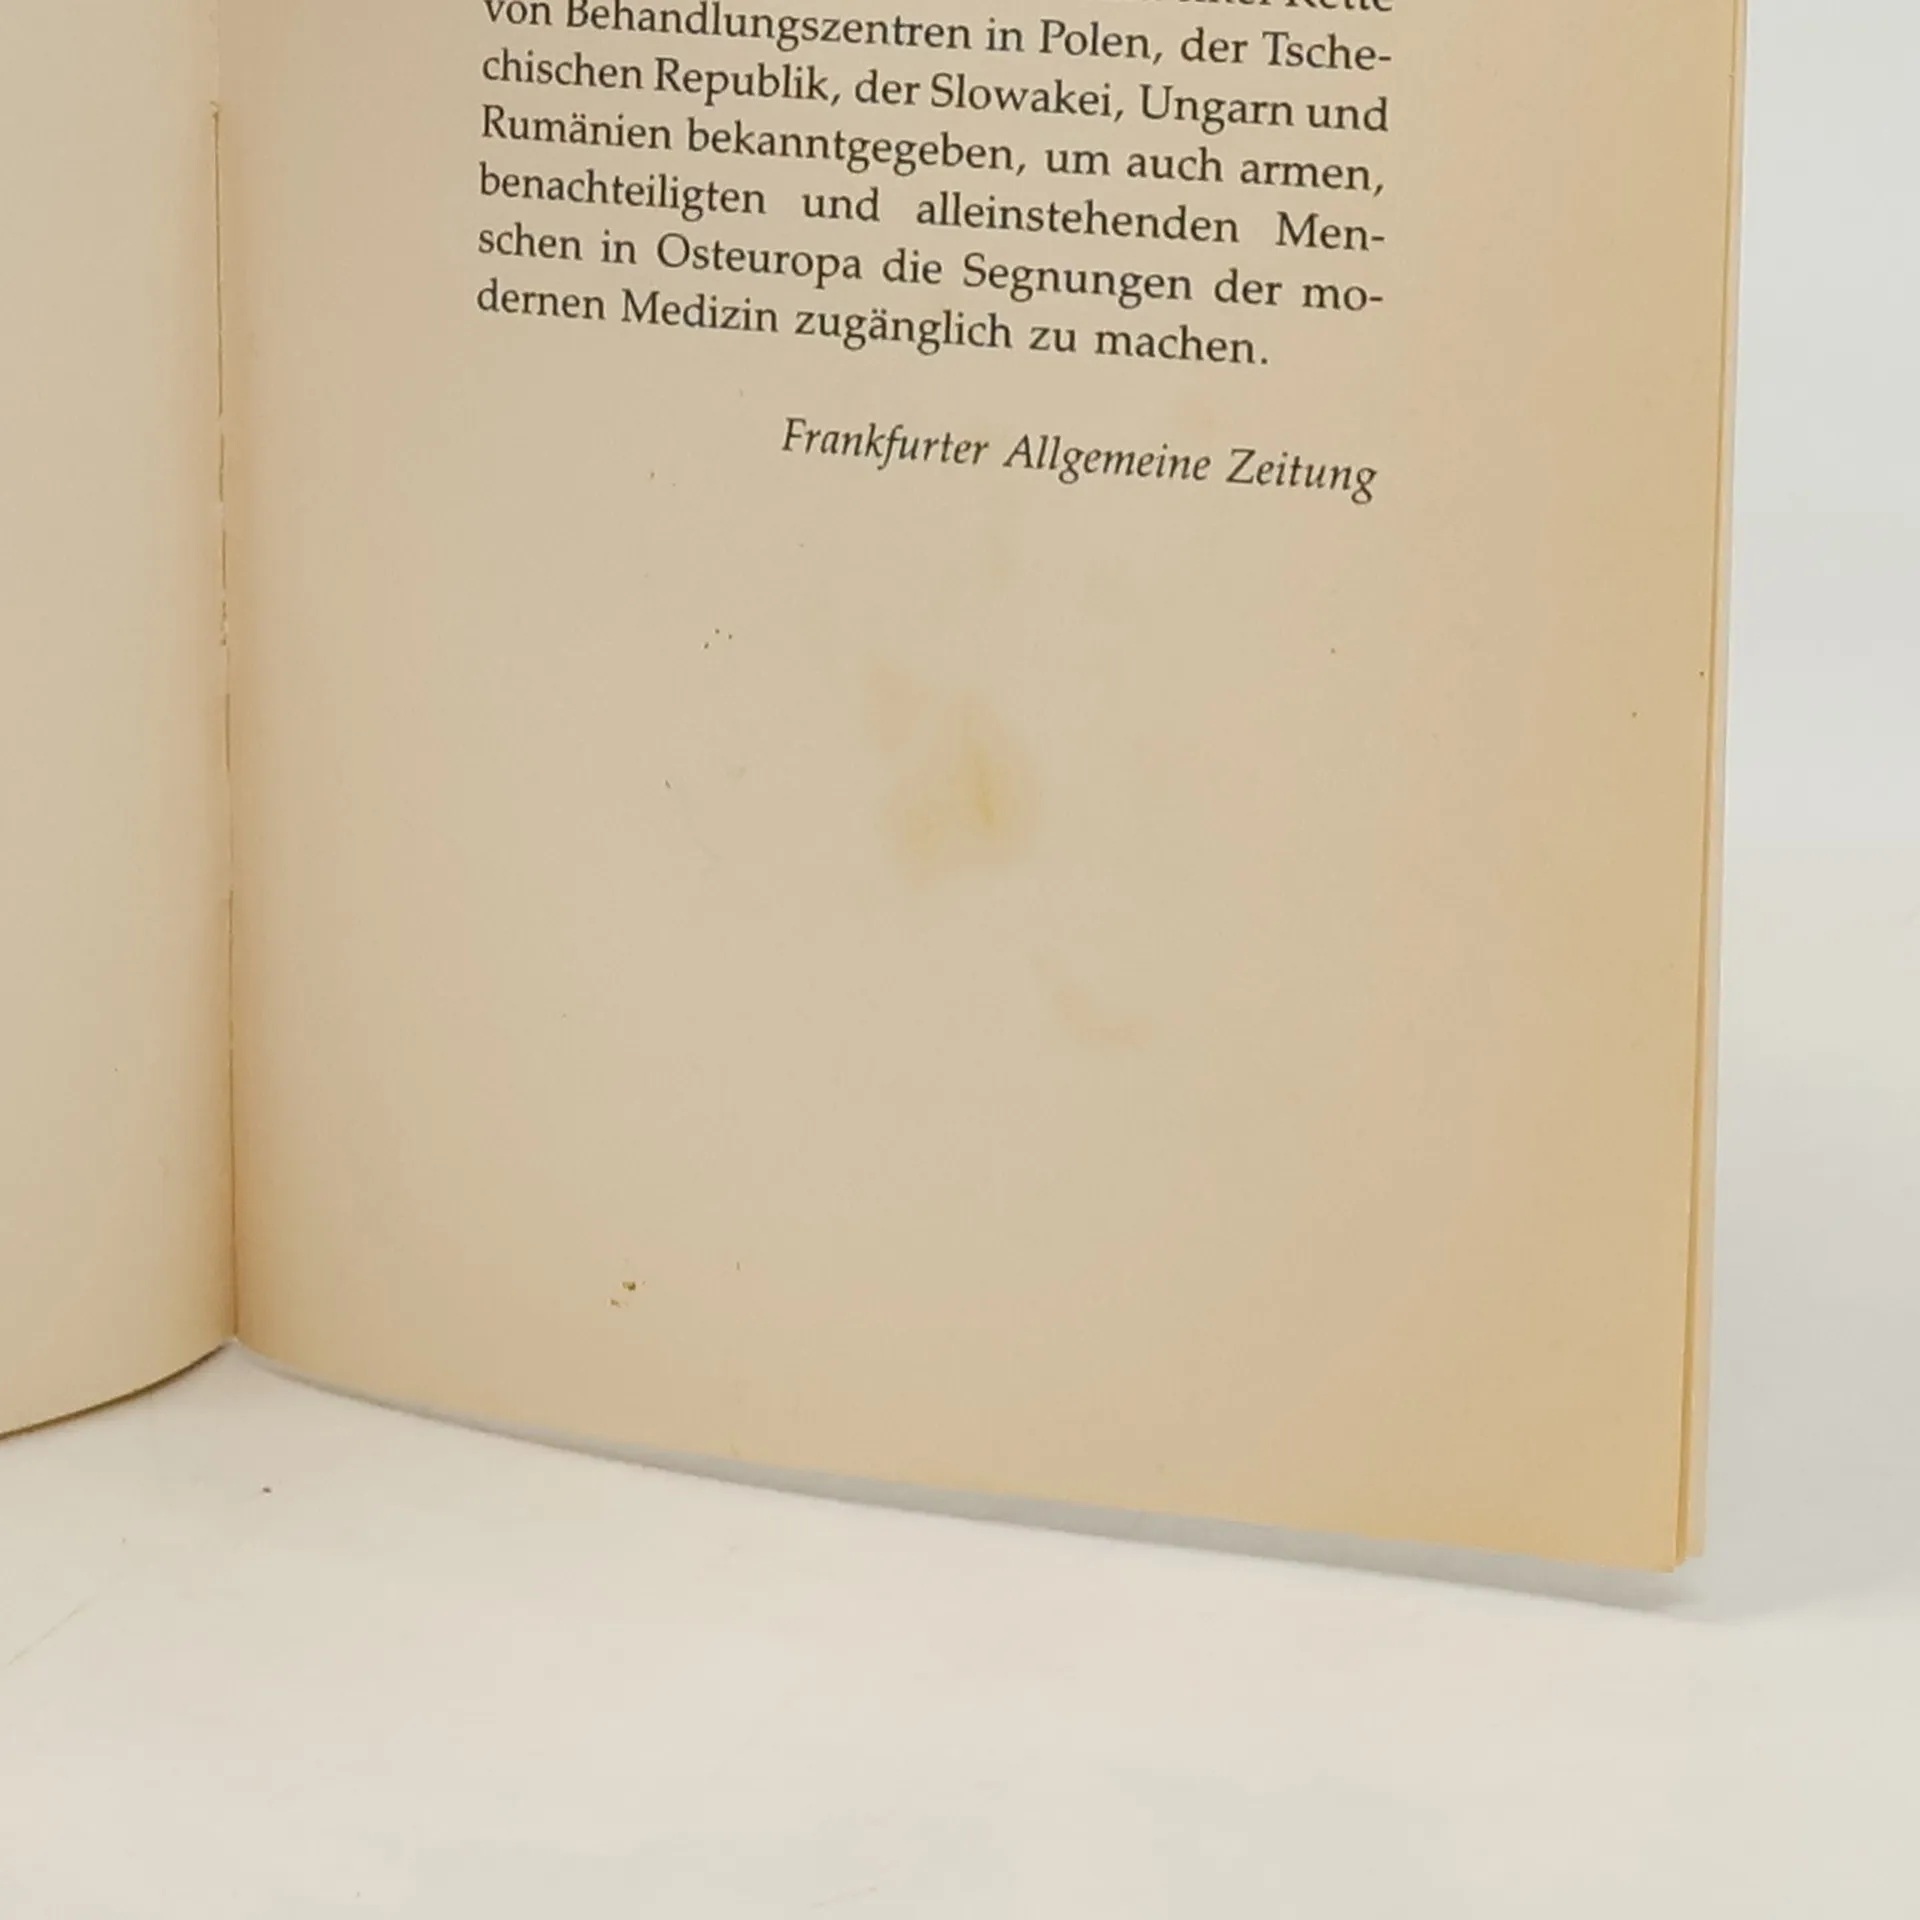 Kette
von Behandlungszentren in Polen, der Tsche-
chischen Republik, der Slowakei, Ungarn und
Rumänien bekanntgegeben, um auch armen,
benachteiligten und alleinstehenden Men-
schen in Osteuropa die Segnungen der mo-
dernen Medizin zugänglich zu machen.
Frankfurter Allgemeine Zeitung